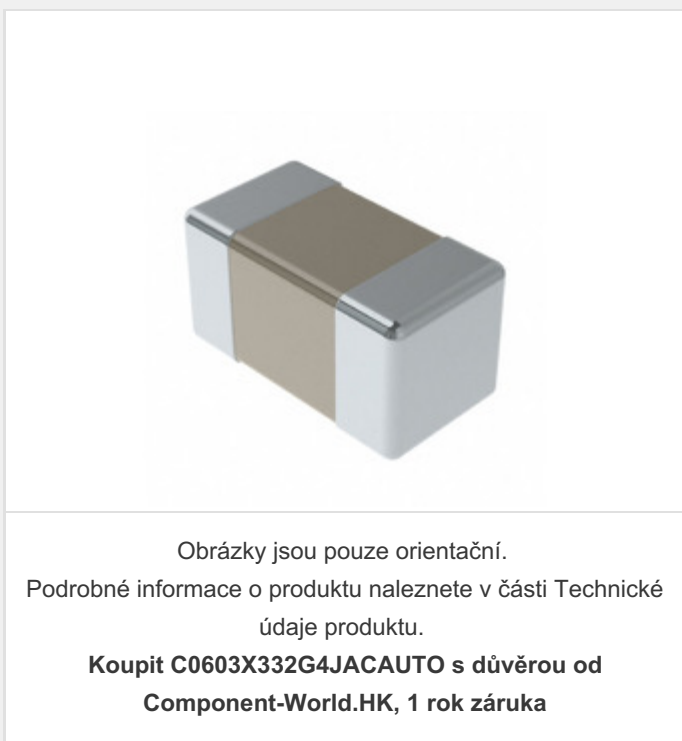 Obrázky jsou pouze orientační.
Podrobné informace o produktu naleznete v části Technické
údaje produktu.
Koupit C0603X332G4JACAUTO s důvěrou od
Component-World.HK, 1 rok záruka